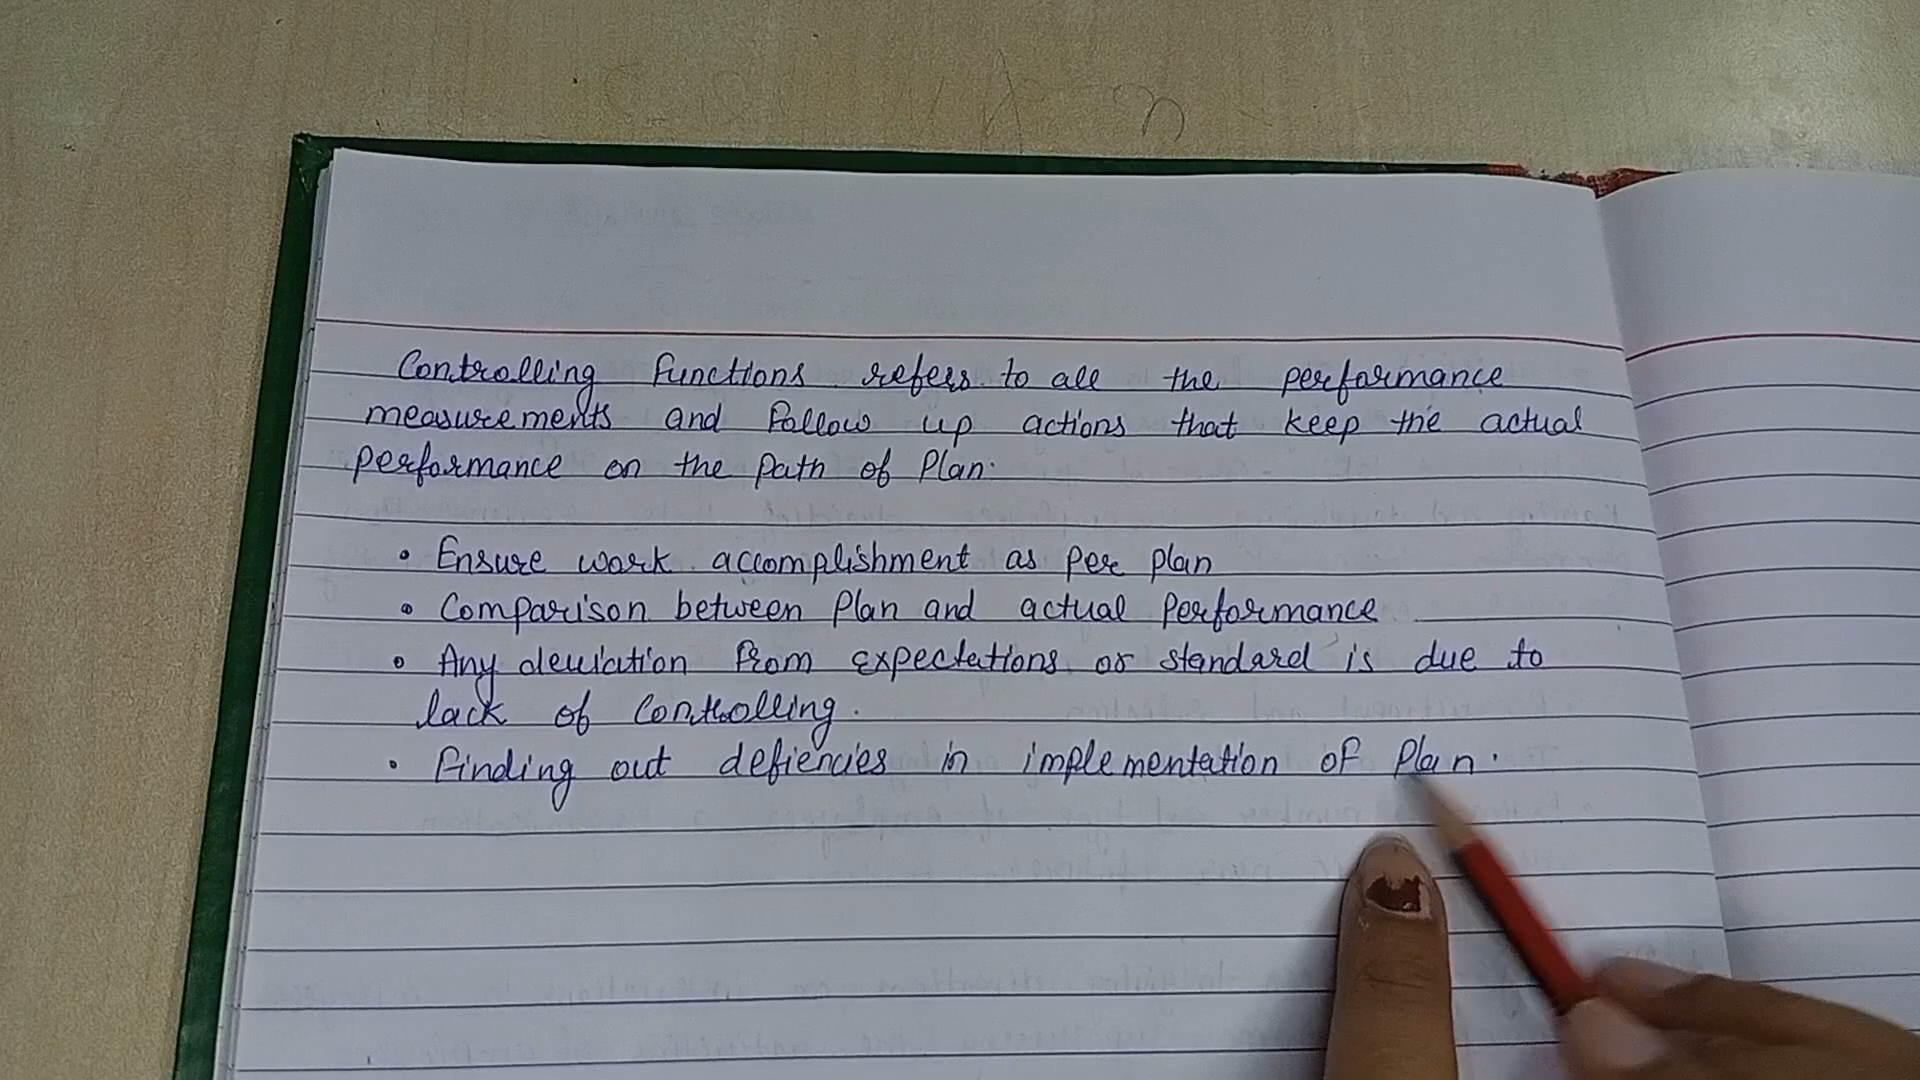 Controlling functions refers to all the performance
measurements and follow up actions that keep the actual
performance on the path of Plan.
• Ensure work accomplishment as per plan
• Comparison between Plan and actual Performance
• Any deviation from expectations or standard is due to
lack of controlling.
• finding out defiencies in implementation of Plan.